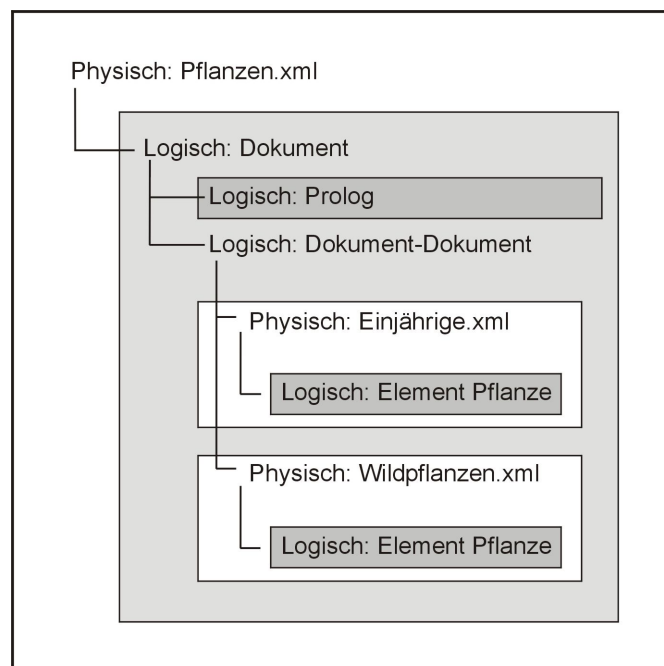 Physisch: Pflanzen.xml
Logisch: Dokument
Logisch: Prolog
Logisch: Dokument-Dokument
Physisch: Einjährige.xml
Logisch: Element Pflanze
Physisch: Wildpflanzen.xml
Logisch: Element Pflanze